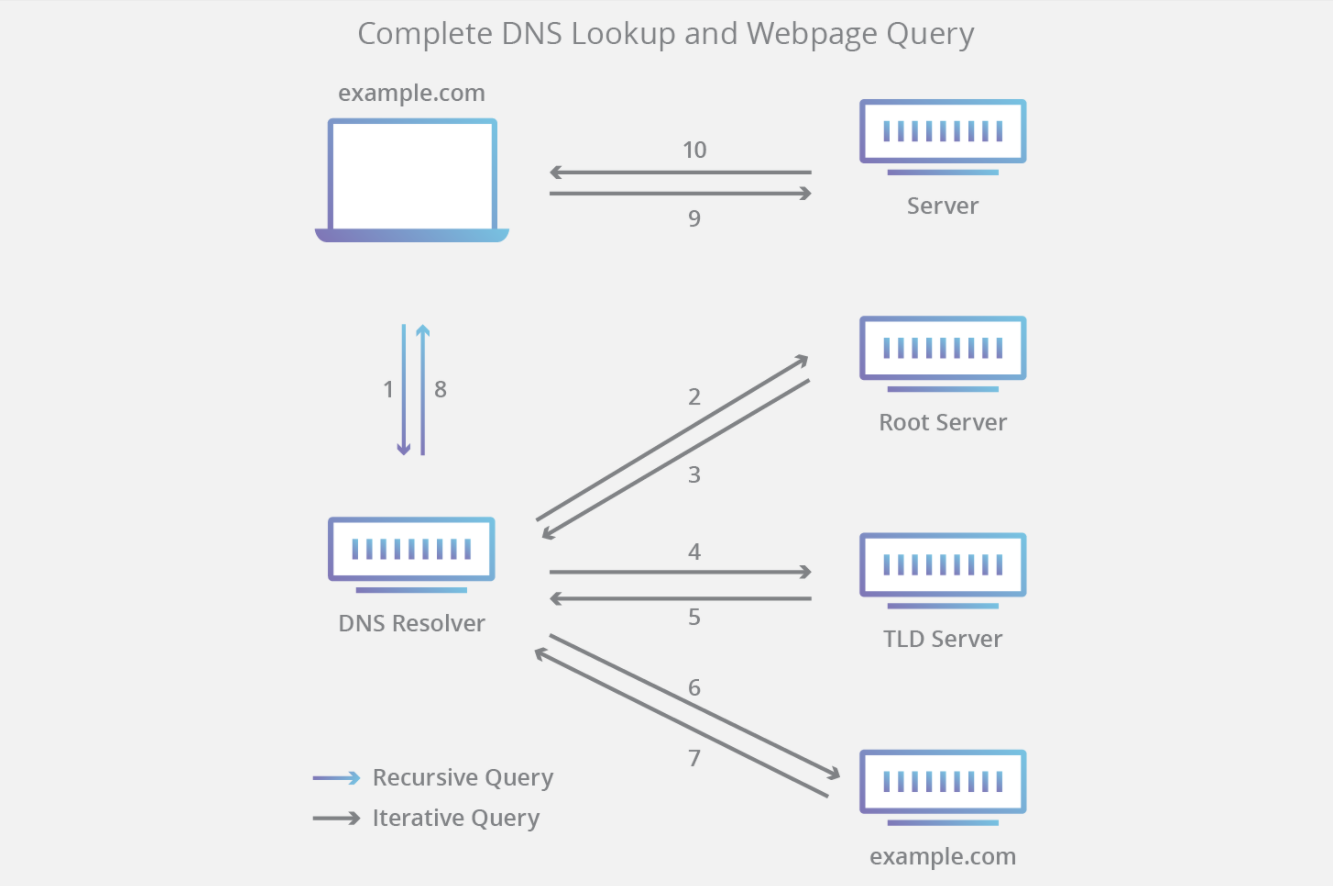 Complete DNS Lookup and Webpage Query
example.com
10
9
Server
1
8
2
3
Root Server
DNS Resolver
4
5
TLD Server
6
7
example.com
Recursive Query
Iterative Query